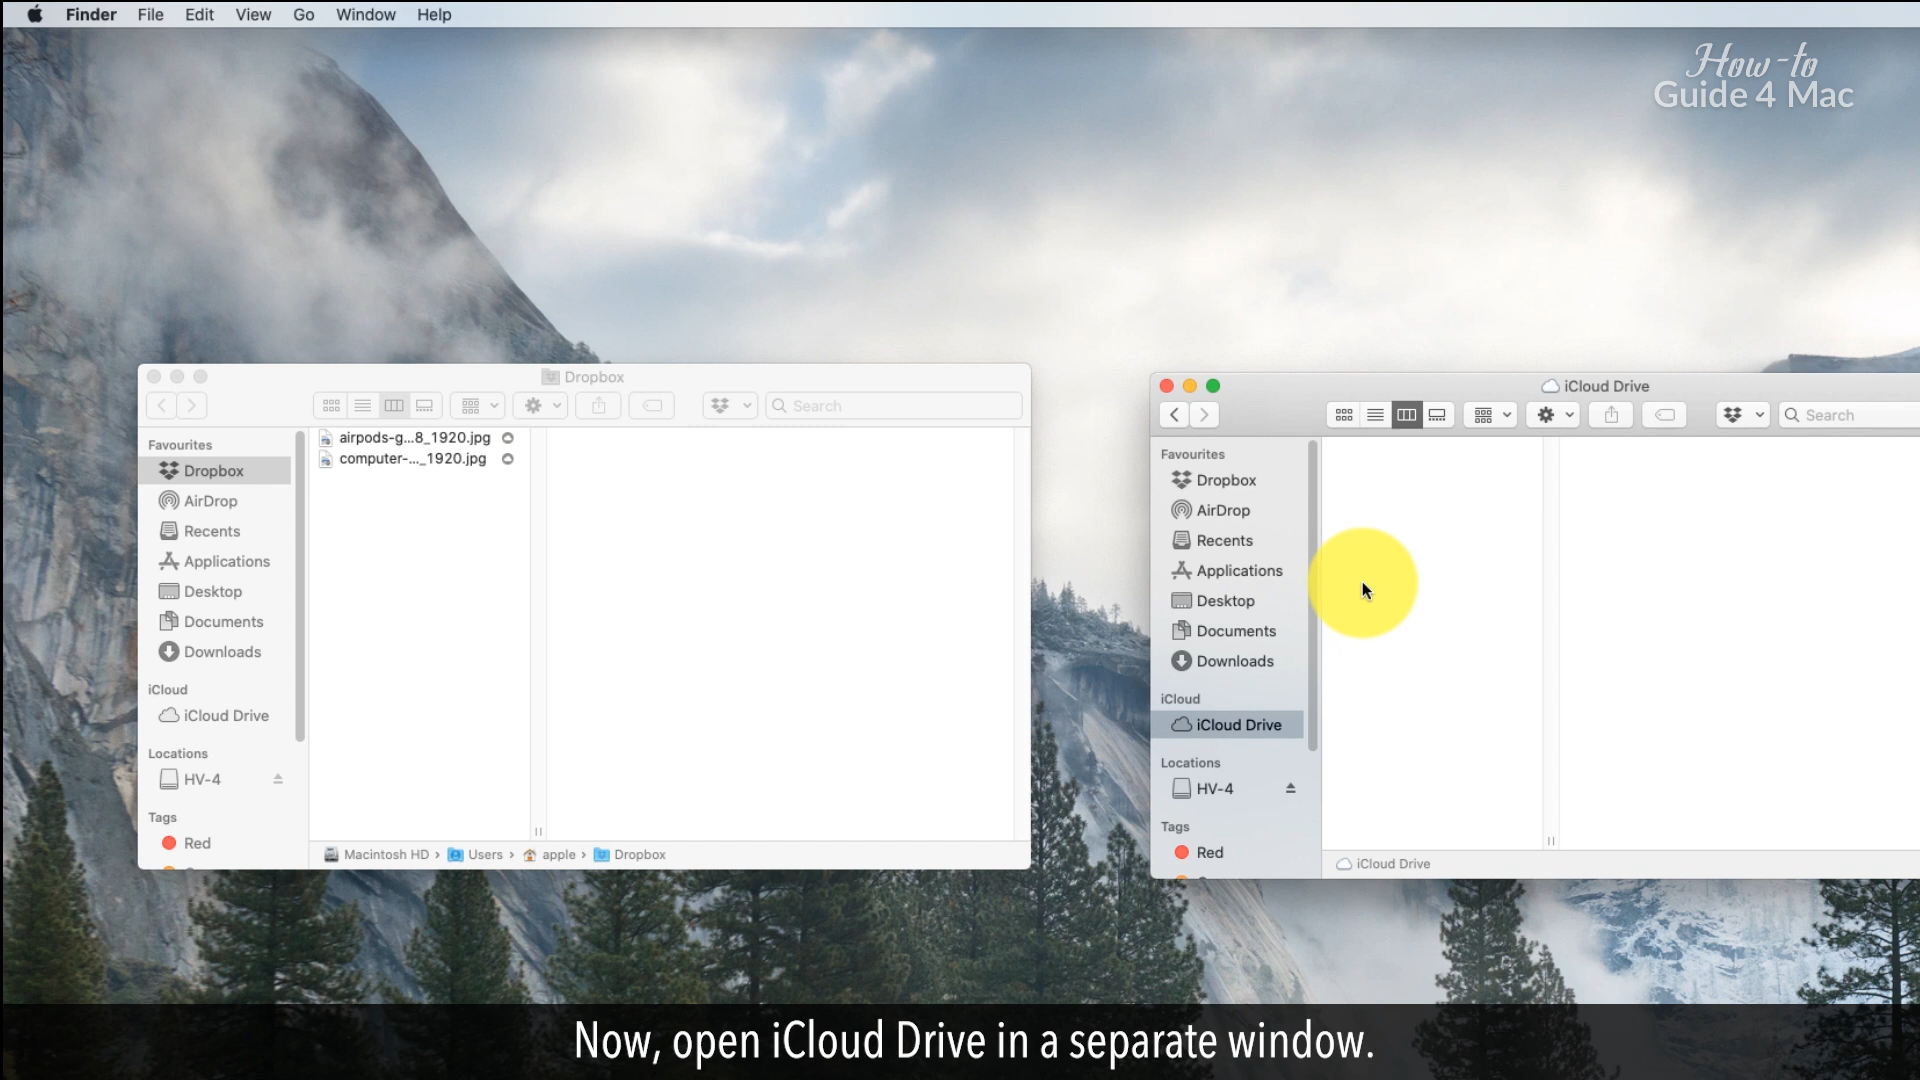 Finder File Edit View Go Window Help
How-to
Guide 4 Mac
Dropbox
Search
Favourites
Dropbox
AirDrop
Recents
Applications
Desktop
Documents
Downloads
iCloud
iCloud Drive
Locations
HV-4
Tags
Red
airpods-g...8_1920.jpg
computer-..._1920.jpg
Macintosh HD › Users › apple › Dropbox
iCloud Drive
Search
Favourites
Dropbox
AirDrop
Recents
Applications
Desktop
Documents
Downloads
iCloud
iCloud Drive
Locations
HV-4
Tags
Red
iCloud Drive
Now, open iCloud Drive in a separate window.